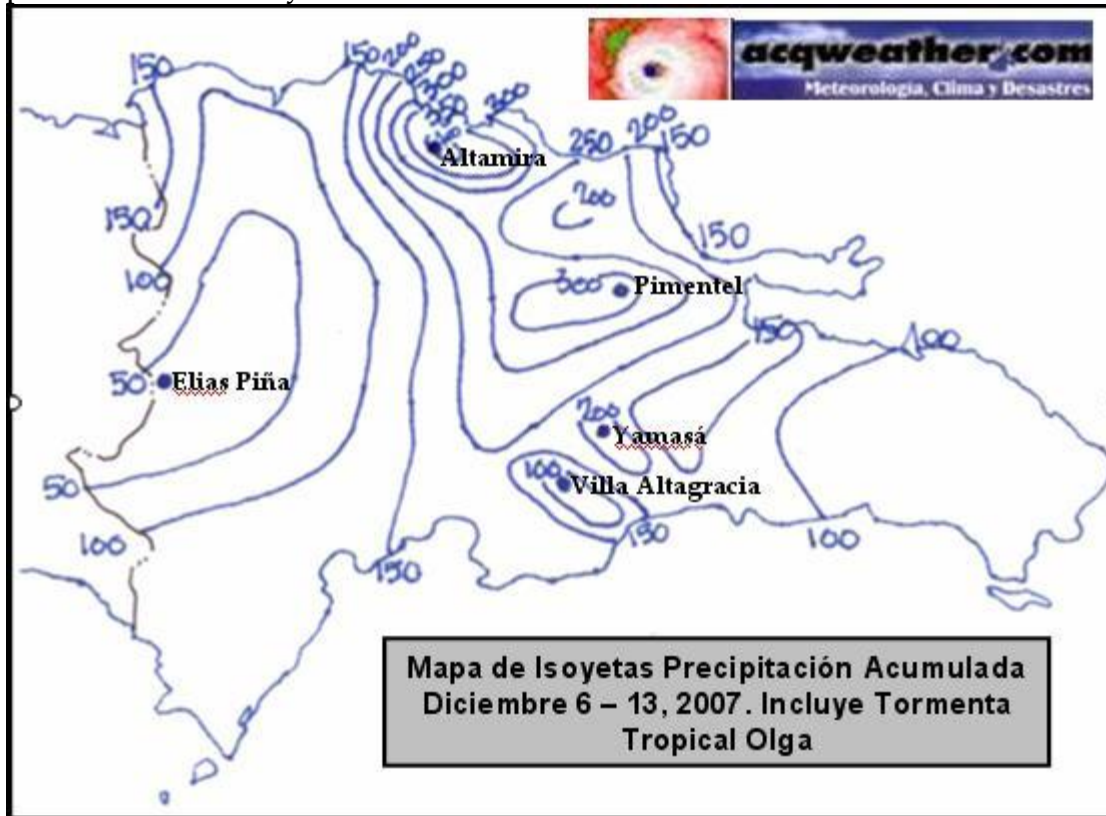 acqweather.com
Meteorología, Clima y Desastres
150
150
200
250
300
350
300
250
200
150
Altamira
200
150
150
100
300
Pimentel
150
100
50
Elias Piña
200
Yamasá
100
Villa Altagracia
50
100
150
150
100
Mapa de Isoyetas Precipitación Acumulada
Diciembre 6 – 13, 2007. Incluye Tormenta
Tropical Olga